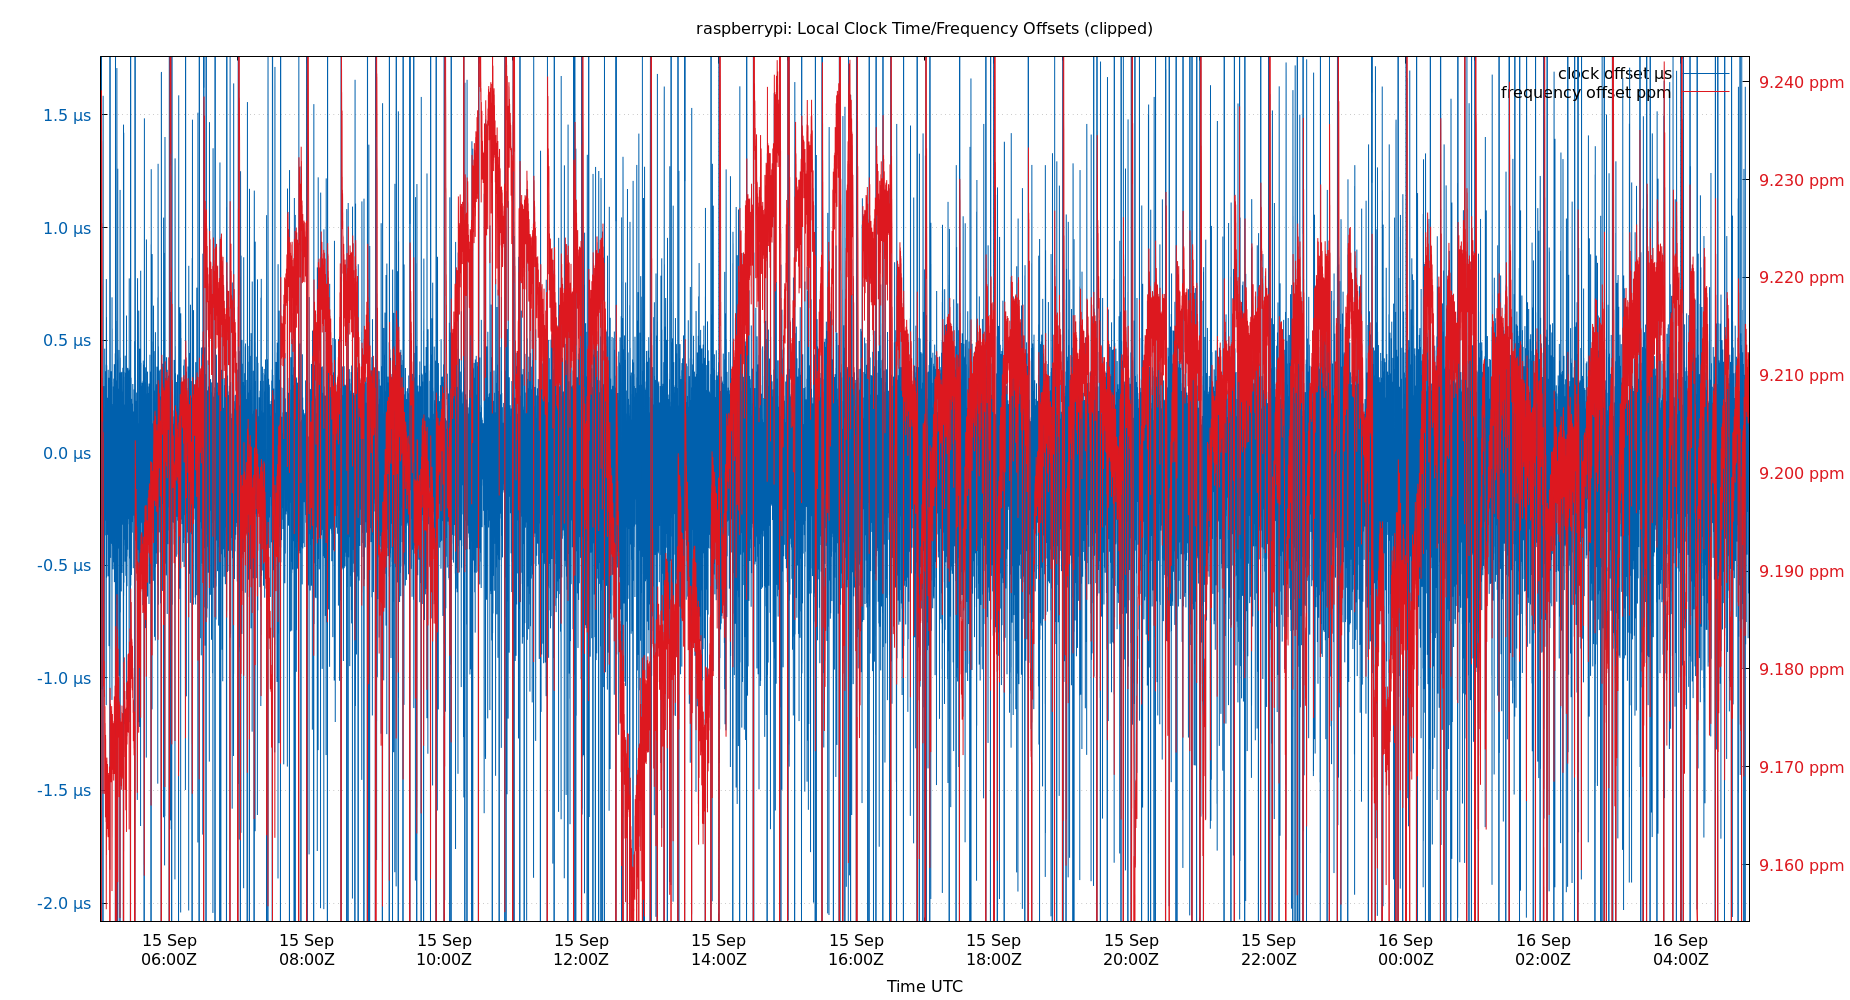 raspberrypi: Local Clock Time/Frequency Offsets (clipped)
clock offset µs
frequency offset ppm
1.5 µs
1.0 µs
0.5 µs
0.0 µs
-0.5 µs
-1.0 µs
-1.5 µs
-2.0 µs
9.240 ppm
9.230 ppm
9.220 ppm
9.210 ppm
9.200 ppm
9.190 ppm
9.180 ppm
9.170 ppm
9.160 ppm
15 Sep 15 Sep 15 Sep 15 Sep 15 Sep 15 Sep 15 Sep 15 Sep 15 Sep 16 Sep 16 Sep 16 Sep
06:00Z 08:00Z 10:00Z 12:00Z 14:00Z 16:00Z 18:00Z 20:00Z 22:00Z 00:00Z 02:00Z 04:00Z
Time UTC